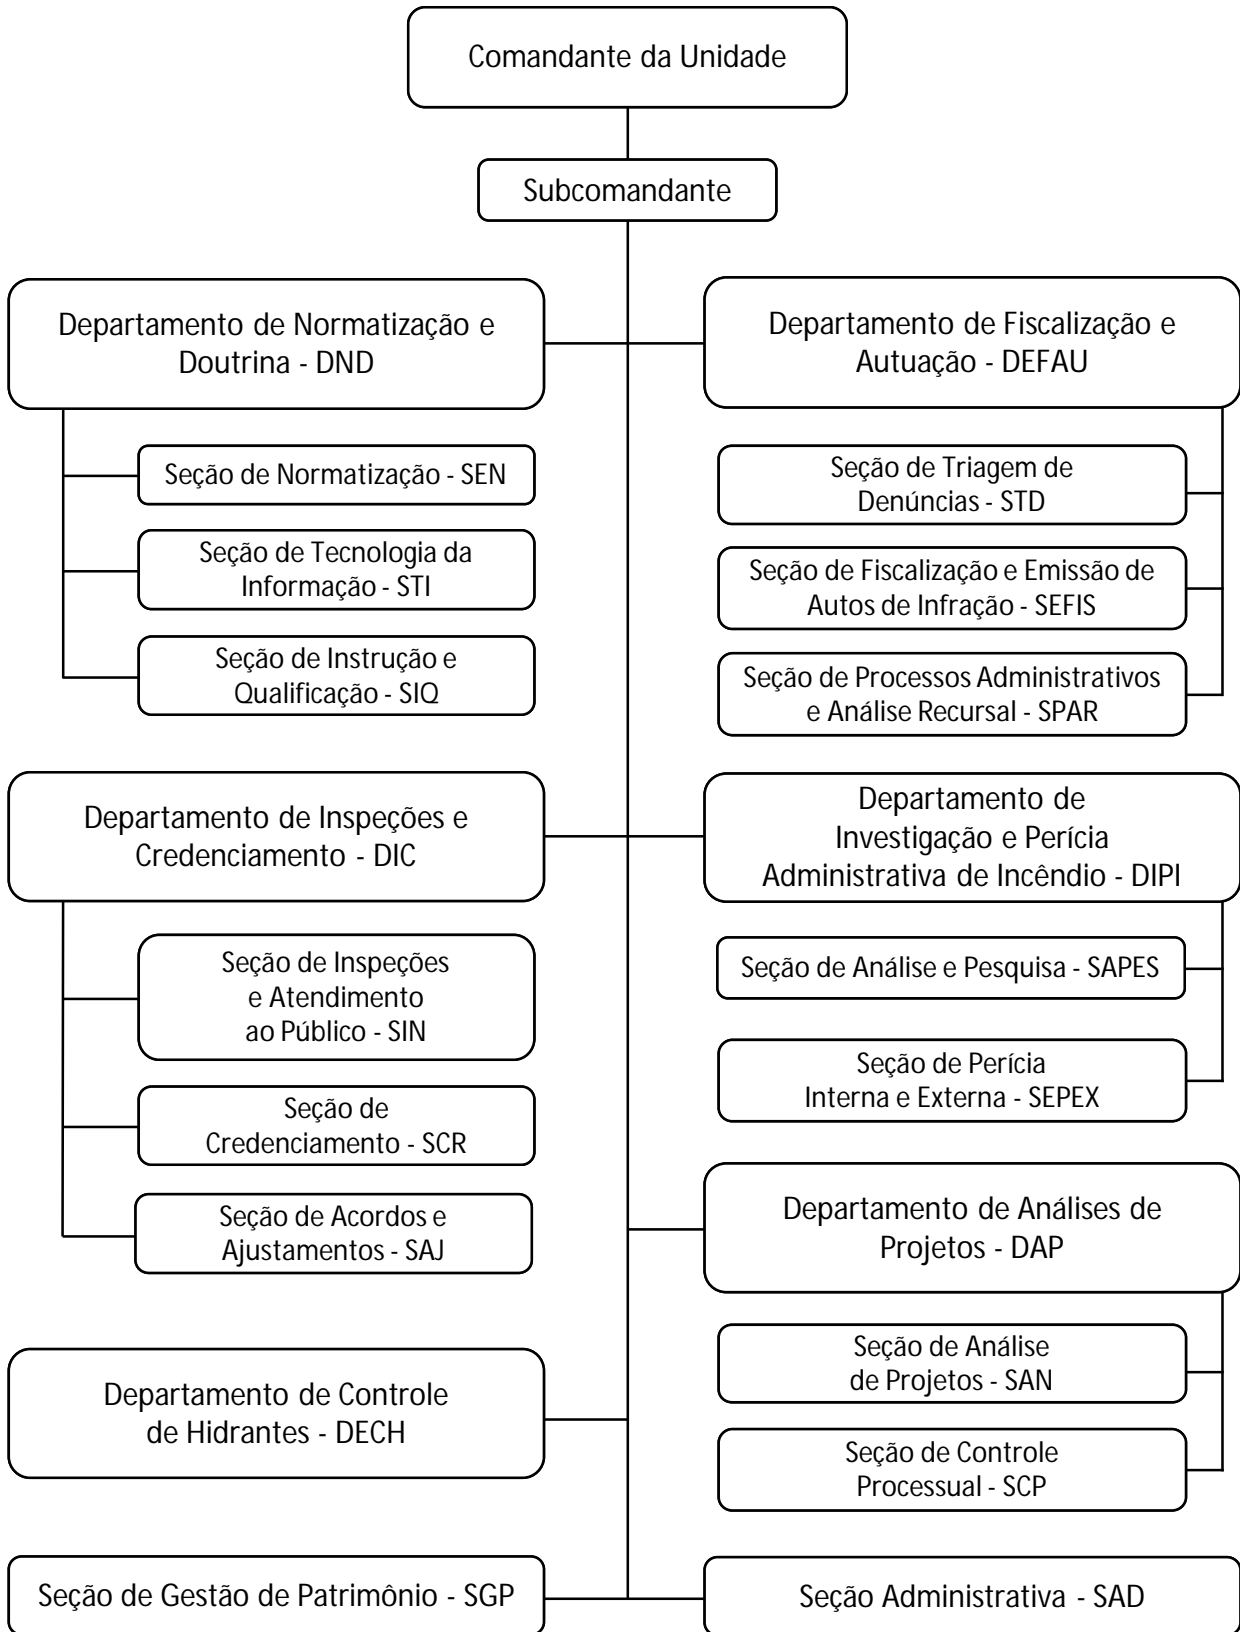 Comandante da Unidade
Subcomandante
Departamento de Normatização e
Doutrina - DND
Seção de Normatização - SEN
Seção de Tecnologia da
Informação - STI
Seção de Instrução e
Qualificação - SIQ
Departamento de Fiscalização e
Autuação - DEFAU
Seção de Triagem de
Denúncias - STD
Seção de Fiscalização e Emissão de
Autos de Infração - SEFIS
Seção de Processos Administrativos
e Análise Recursal - SPAR
Departamento de Inspeções e
Credenciamento - DIC
Seção de Inspeções
e Atendimento
ao Público - SIN
Seção de
Credenciamento - SCR
Seção de Acordos e
Ajustamentos - SAJ
Departamento de
Investigação e Perícia
Administrativa de Incêndio - DIPI
Seção de Análise e Pesquisa - SAPES
Seção de Perícia
Interna e Externa - SEPEX
Departamento de Análises de
Projetos - DAP
Seção de Análise
de Projetos - SAN
Seção de Controle
Processual - SCP
Departamento de Controle
de Hidrantes - DECH
Seção de Gestão de Patrimônio - SGP
Seção Administrativa - SAD